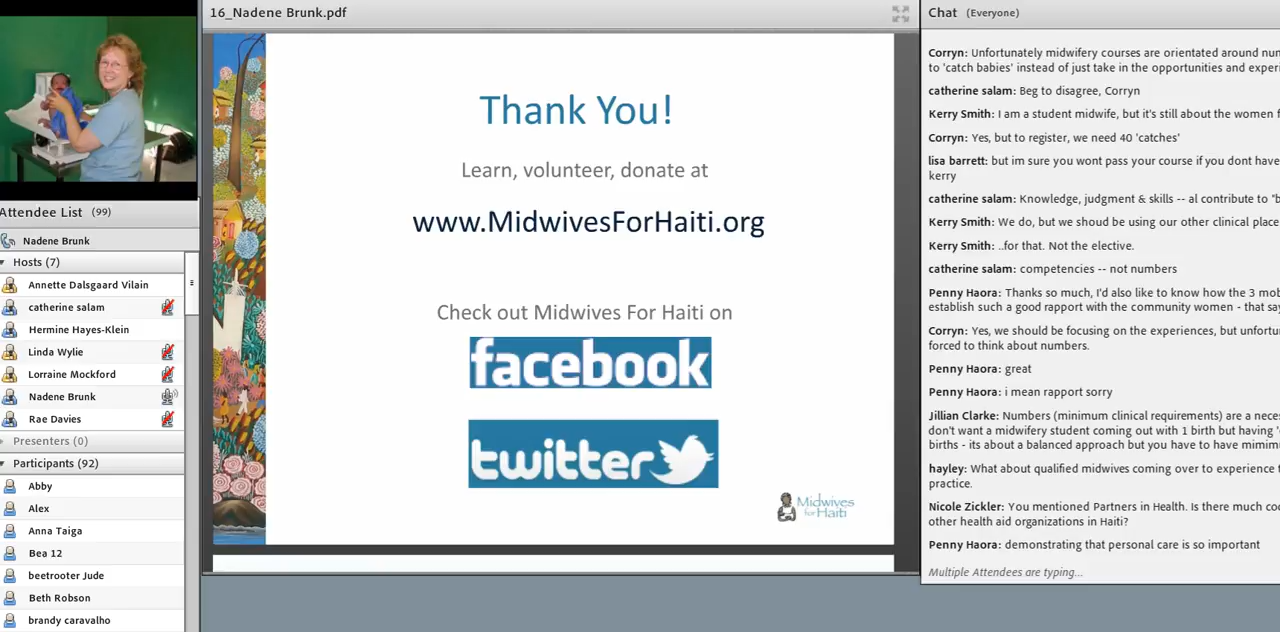 16_Nadene Brunk.pdf
Thank You!
Learn, volunteer, donate at
www.MidwivesForHaiti.org
Check out Midwives For Haiti on
facebook
twitter
Midwives
for Haiti
Attendee List (99)
Nadene Brunk
Hosts (7)
Annette Dalsgaard Vilain
catherine salam
Hermine Hayes-Klein
Linda Wylie
Lorraine Mockford
Nadene Brunk
Rae Davies
Presenters (0)
Participants (92)
Abby
Alex
Anna Taiga
Bea 12
beetrooter Jude
Beth Robson
brandy caravalho
Chat (Everyone)
Corryn: Unfortunately midwifery courses are orientated around
to 'catch babies' instead of just take in the opportunities and
catherine salam: Beg to disagree, Corryn
Kerry Smith: I am a student midwife, but it's still about the women
Corryn: Yes, but to register, we need 40 'catches'
lisa barrett: but im sure you wont pass your course if you dont have
kerry
catherine salam: Knowledge, judgment & skills -- al contribute to
Kerry Smith: We do, but we shoud be using our other clinical place
Kerry Smith: ..for that. Not the elective.
catherine salam: competencies -- not numbers
Penny Haora: Thanks so much, I'd also like to know how the 3
establish such a good rapport with the community women - that
Corryn: Yes, we should be focusing on the experiences, but
forced to think about numbers.
Penny Haora: great
Penny Haora: i mean rapport sorry
Jillian Clarke: Numbers (minimum clinical requirements) are a
don't want a midwifery student coming out with 1 birth but having
births - its about a balanced approach but you have to have
hayley: What about qualified midwives coming over to experience
practice.
Nicole Zickler: You mentioned Partners in Health. Is there much
other health aid organizations in Haiti?
Penny Haora: demonstrating that personal care is so important
Multiple Attendees are typing...